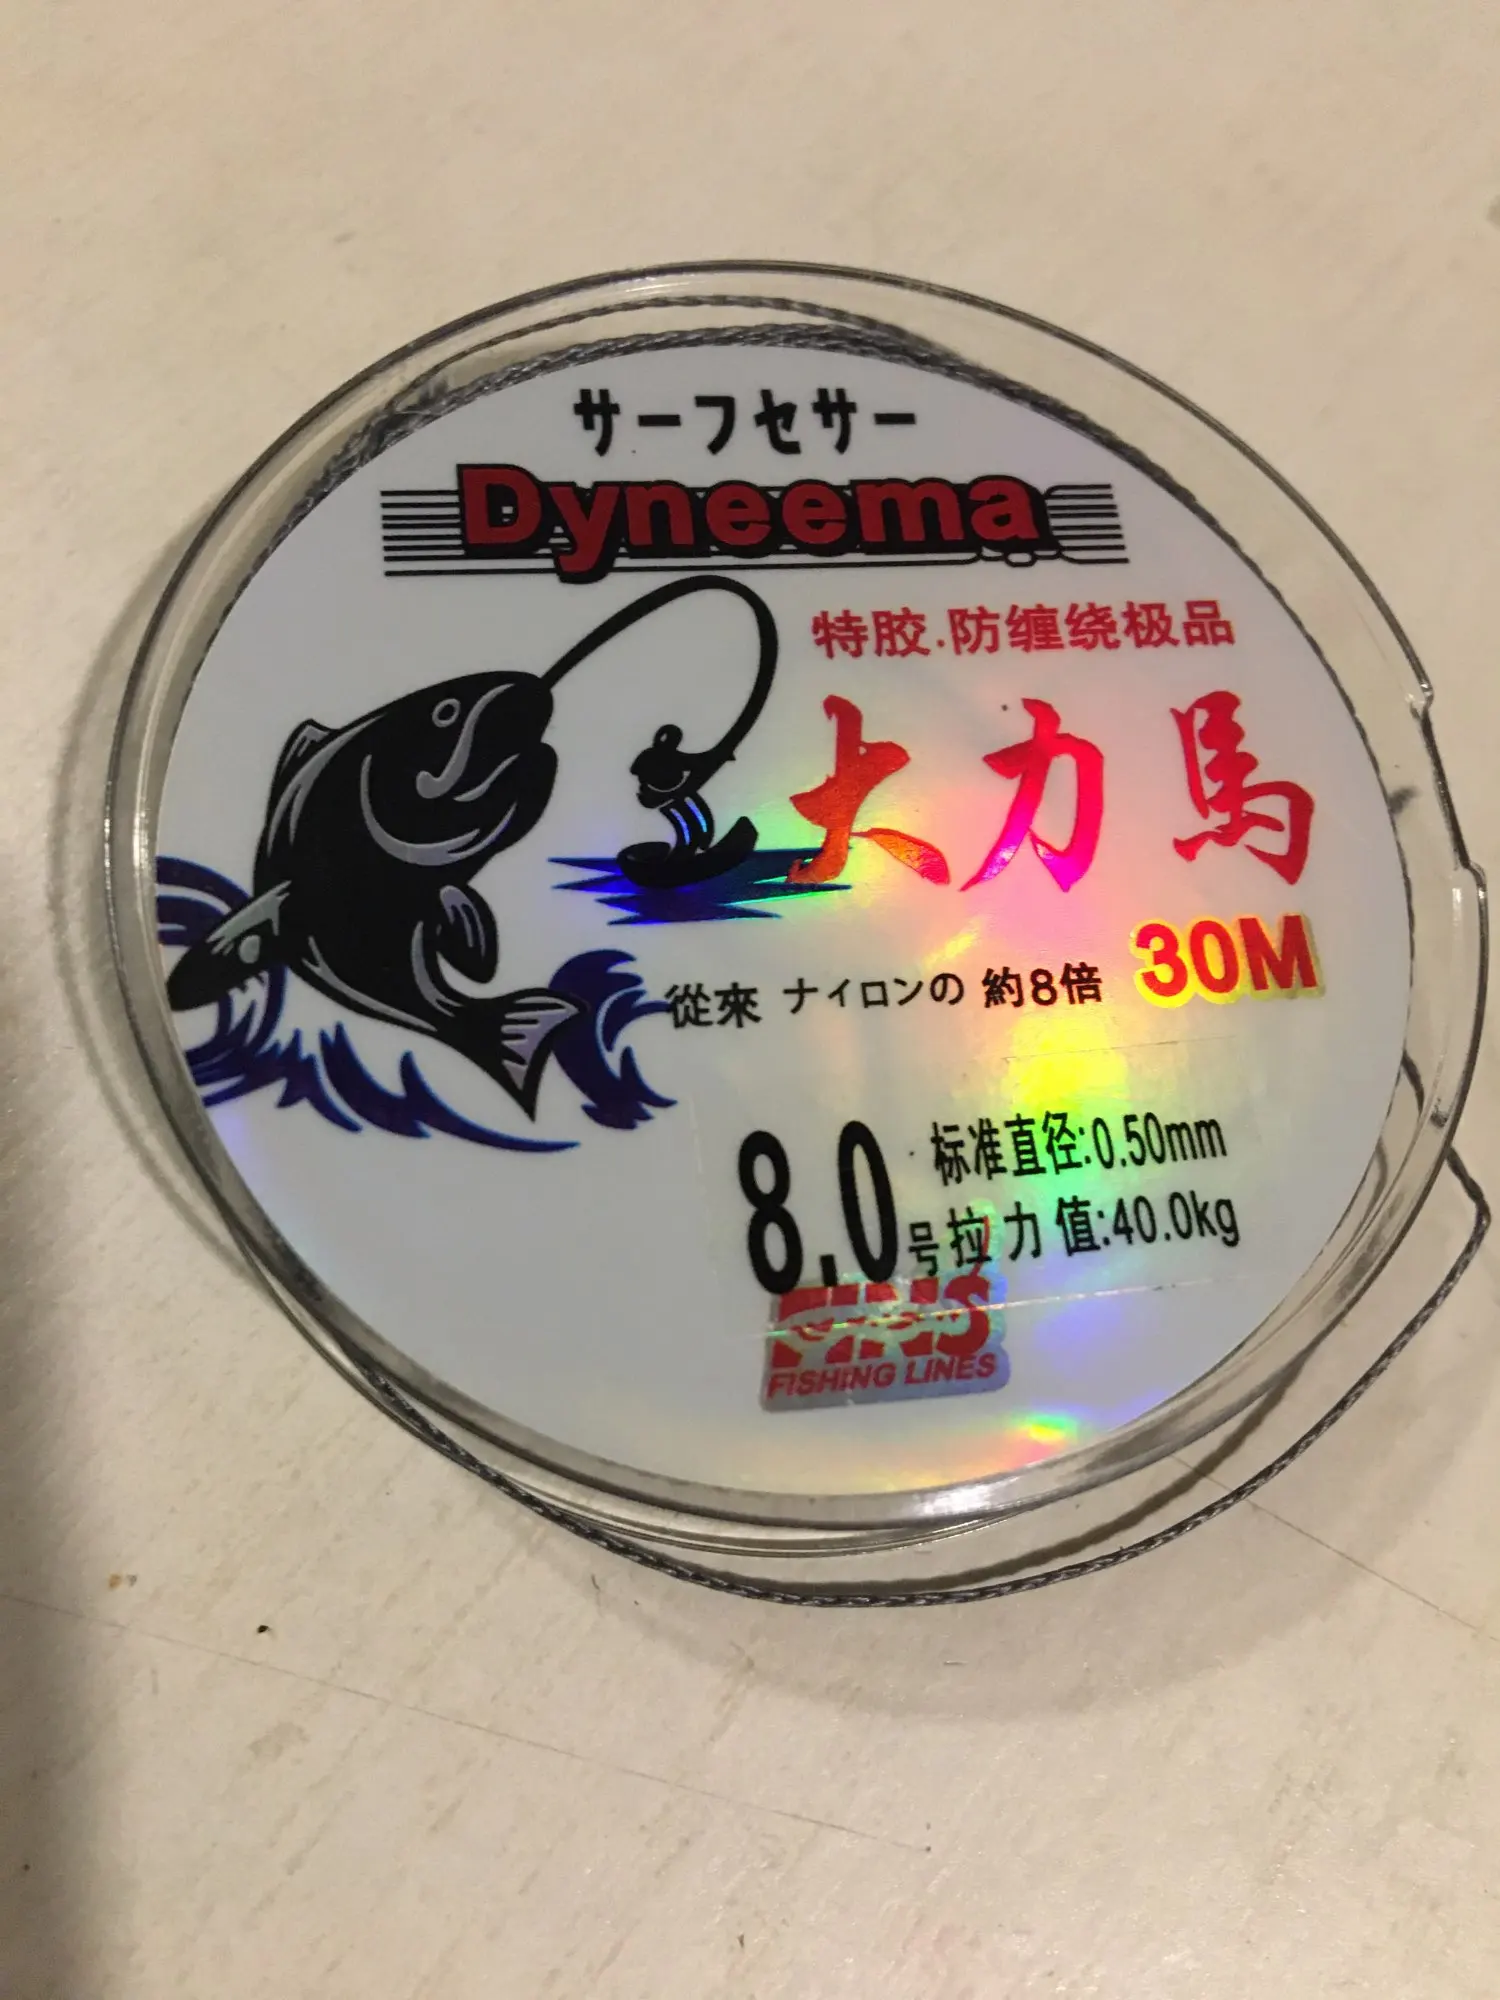 サーフセサー
Dyneema
特胶.防缠绕极品
大力馬
從來 ナイロンの 約8倍 30M
8.0号
标准直径:0.50mm
拉力值:40.0kg
FISHING LINES